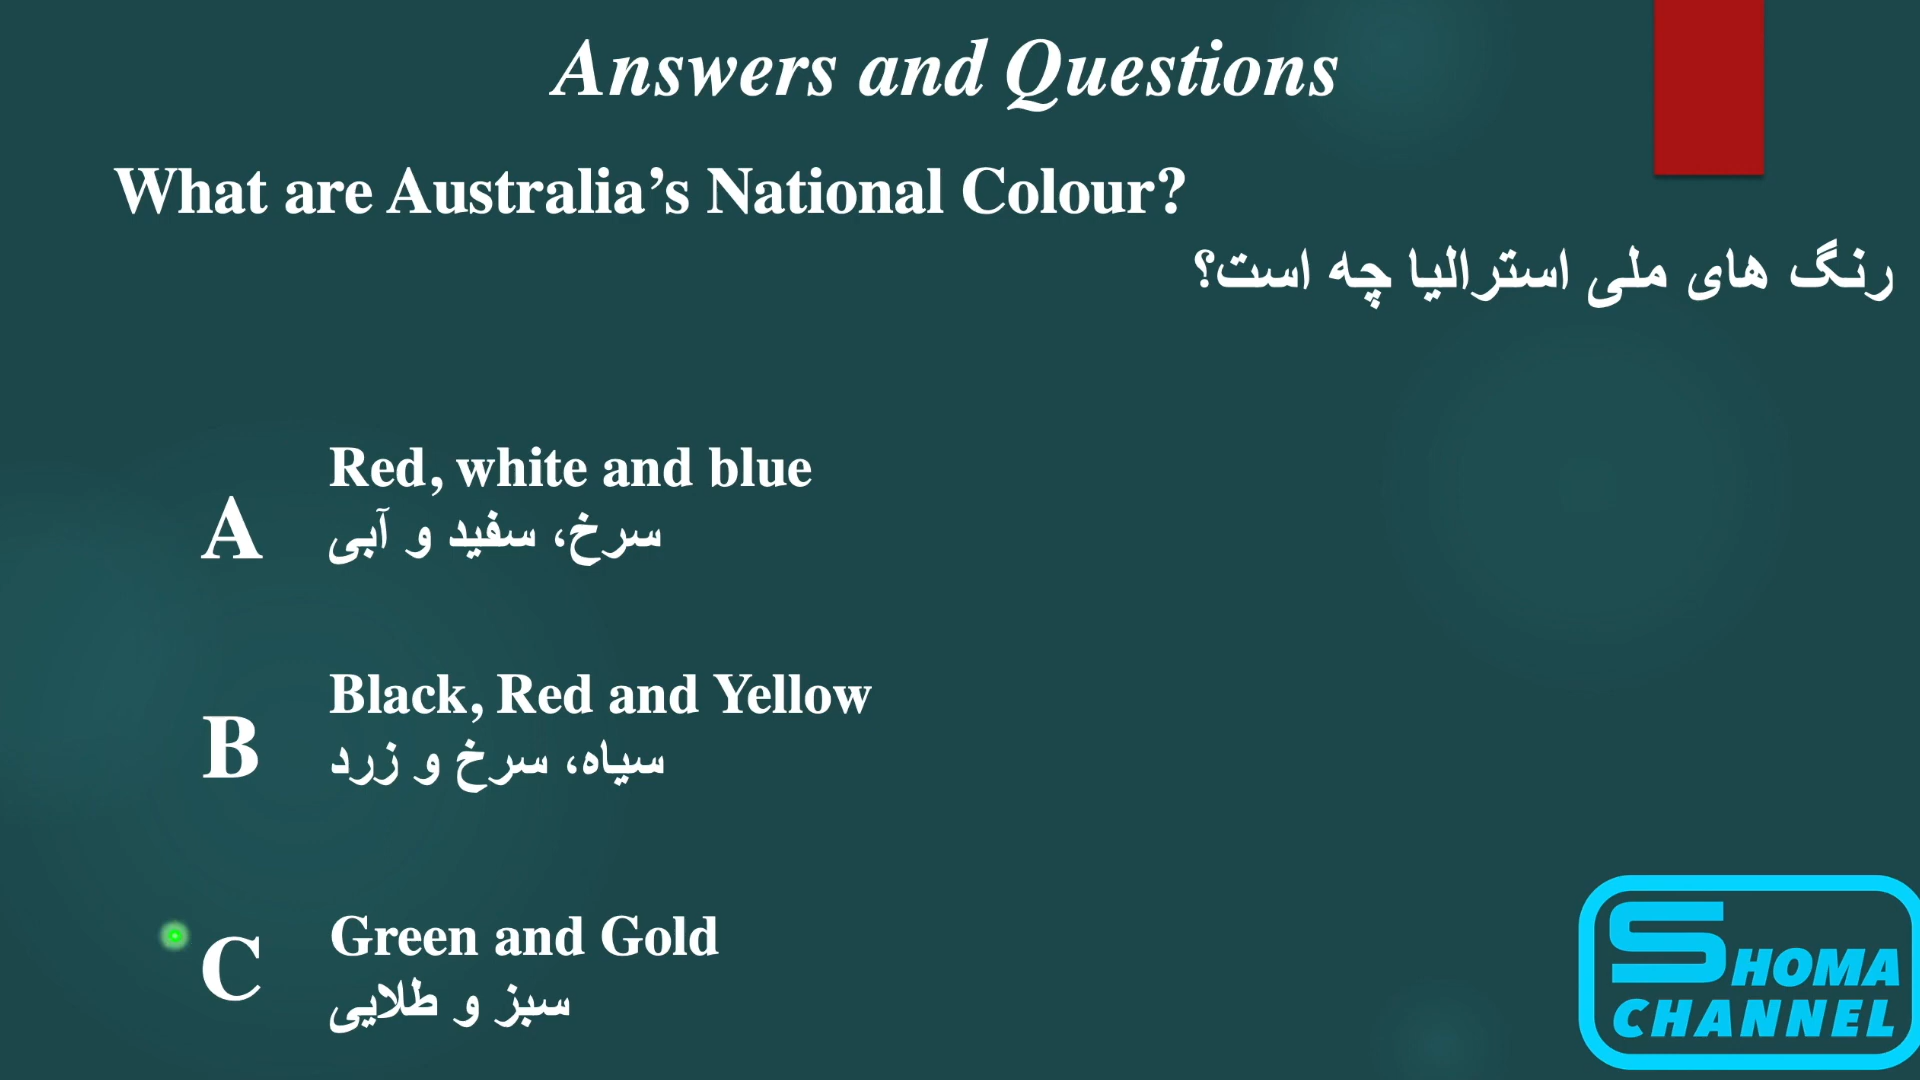 Answers and Questions
What are Australia’s National Colour?
رنگ های ملی استرالیا چه است؟
A
Red, white and blue
سرخ، سفید و آبی
B
Black, Red and Yellow
سیاه، سرخ و زرد
C
Green and Gold
سبز و طلایی
SHOMA
CHANNEL